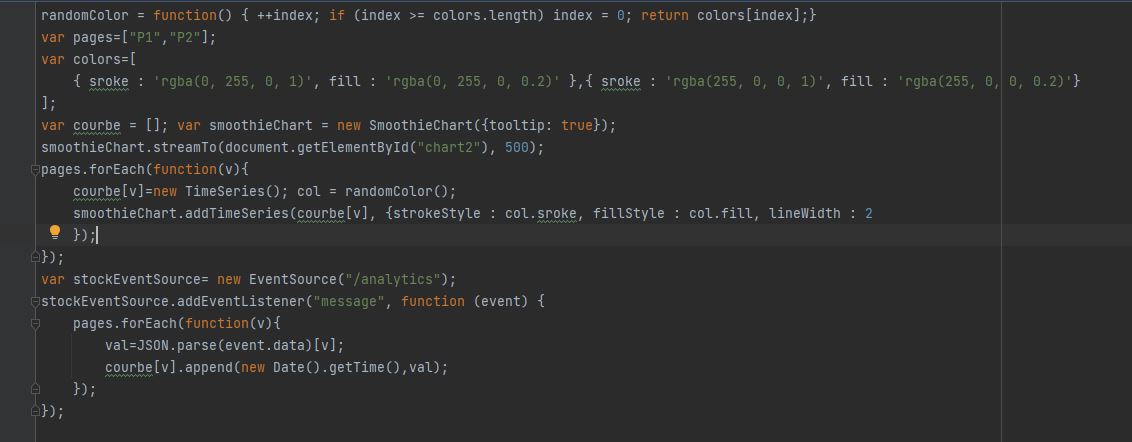 randomColor = function() { ++index; if (index >= colors.length) index = 0; return colors[index];}
var pages=["P1","P2"];
var colors=[
    { sroke : 'rgba(0, 255, 0, 1)', fill : 'rgba(0, 255, 0, 0.2)' },{ sroke : 'rgba(255, 0, 0, 1)', fill : 'rgba(255, 0, 0, 0.2)'}
];
var courbe = []; var smoothieChart = new SmoothieChart({tooltip: true});
smoothieChart.streamTo(document.getElementById("chart2"), 500);
pages.forEach(function(v){
    courbe[v]=new TimeSeries(); col = randomColor();
    smoothieChart.addTimeSeries(courbe[v], {strokeStyle : col.sroke, fillStyle : col.fill, lineWidth : 2
    });
});
var stockEventSource= new EventSource("/analytics");
stockEventSource.addEventListener("message", function (event) {
    pages.forEach(function(v){
        val=JSON.parse(event.data)[v];
        courbe[v].append(new Date().getTime(),val);
    });
});